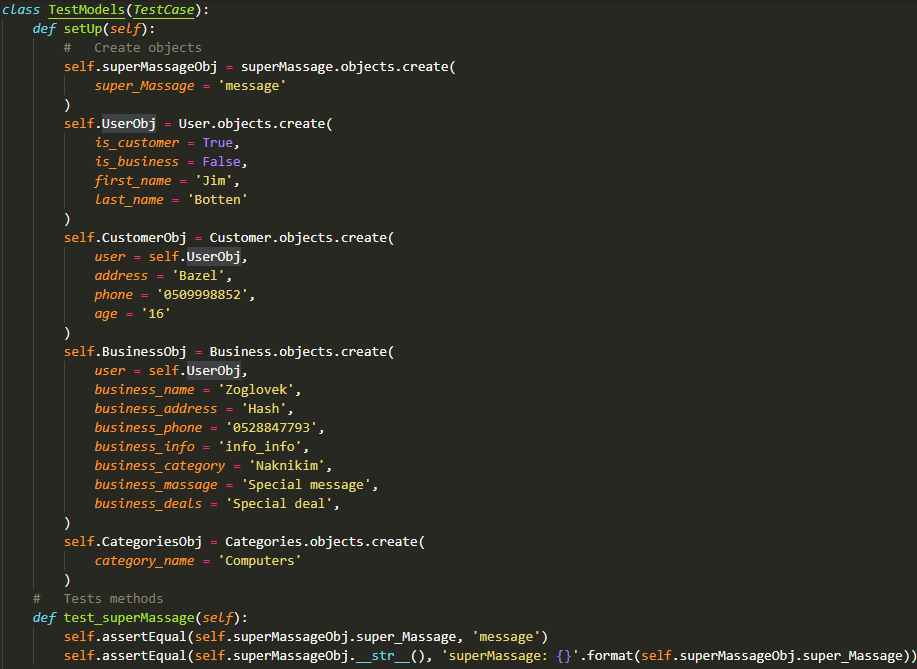 class TestModels(TestCase):
def setUp(self):
# Create objects
self.superMassageObj = superMassage.objects.create(
super_Massage = 'message'
)
self.UserObj = User.objects.create(
is_customer = True,
is_business = False,
first_name = 'Jim',
last_name = 'Botten'
)
self.CustomerObj = Customer.objects.create(
user = self.UserObj,
address = 'Bazel',
phone = '0509998852',
age = '16'
)
self.BusinessObj = Business.objects.create(
user = self.UserObj,
business_name = 'Zoglovek',
business_address = 'Hash',
business_phone = '0528847793',
business_info = 'info_info',
business_category = 'Naknikim',
business_massage = 'Special message',
business_deals = 'Special deal',
)
self.CategoriesObj = Categories.objects.create(
category_name = 'Computers'
)
# Tests methods
def test_superMassage(self):
self.assertEqual(self.superMassageObj.super_Massage, 'message')
self.assertEqual(self.superMassageObj.__str__(), 'superMassage: {}'.format(self.superMassageObj.super_Massage))